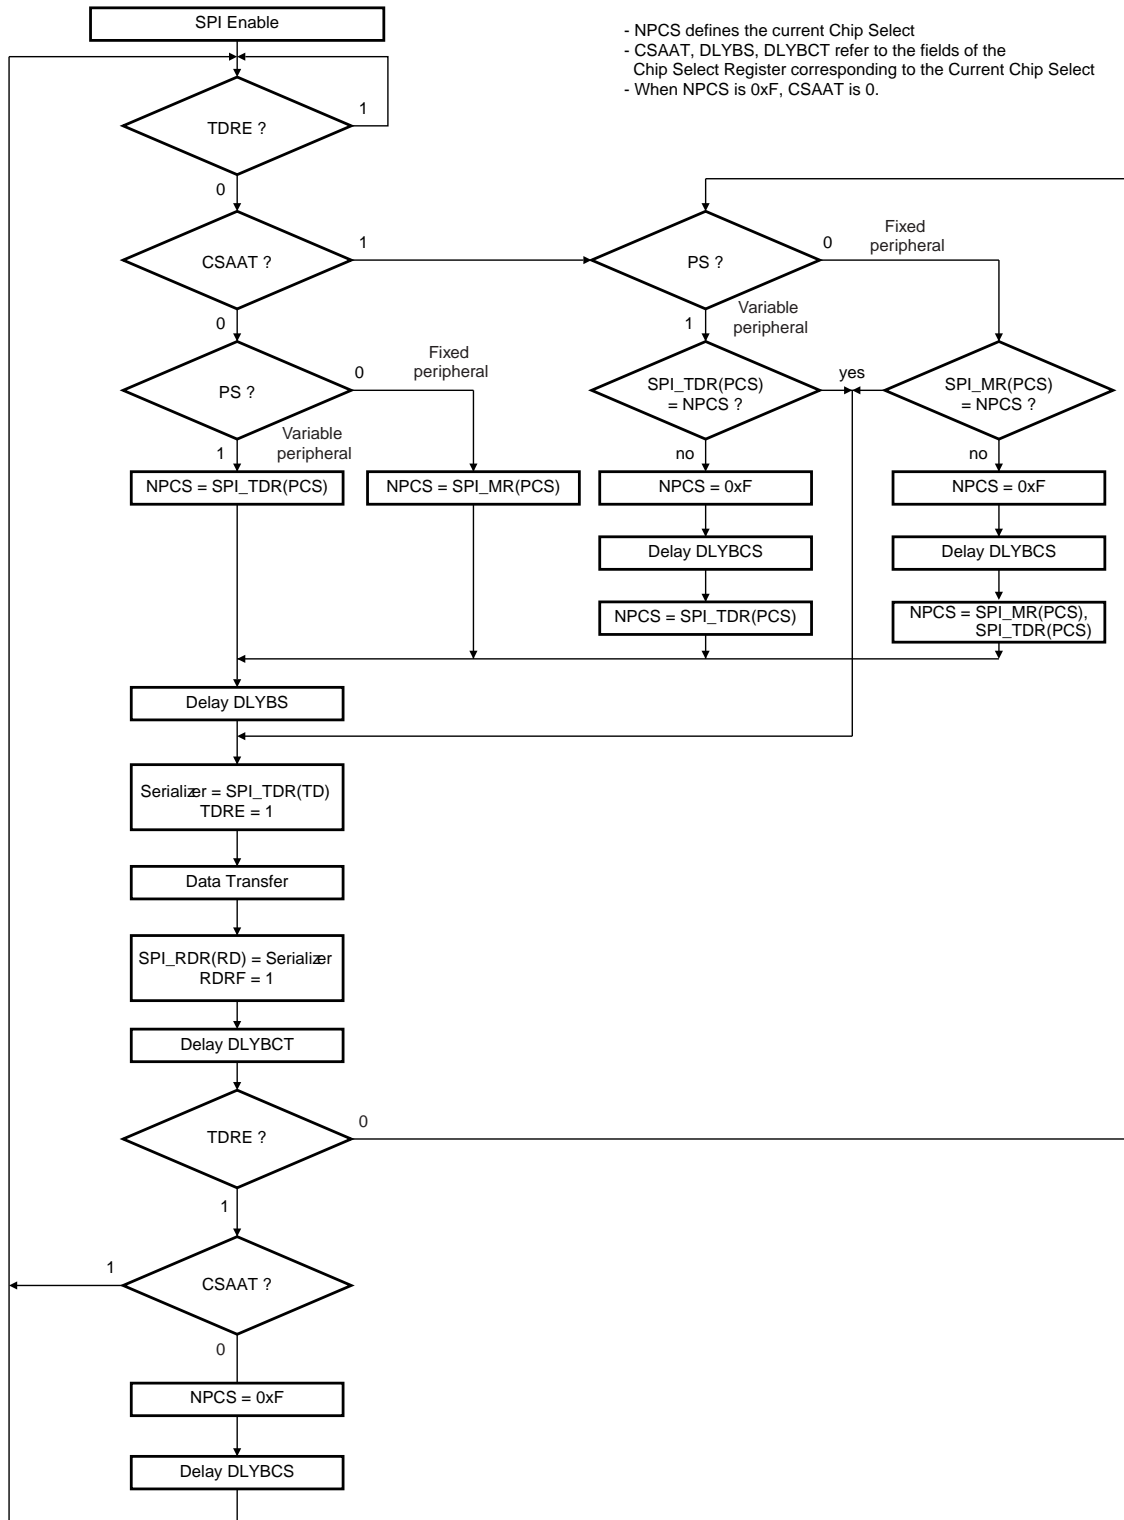 SPI Enable
- NPCS defines the current Chip Select
- CSAAT, DLYBS, DLYBCT refer to the fields of the
Chip Select Register corresponding to the Current Chip Select
- When NPCS is 0xF, CSAAT is 0.
1
TDRE ?
0
CSAAT ?
1
PS ?
0
Fixed
peripheral
0
PS ?
0
Fixed
peripheral
1
Variable
peripheral
SPI_TDR(PCS)
= NPCS ?
yes
SPI_MR(PCS)
= NPCS ?
1
Variable
peripheral
no
no
NPCS = SPI_TDR(PCS)
NPCS = SPI_MR(PCS)
NPCS = 0xF
NPCS = 0xF
Delay DLYBCS
Delay DLYBCS
NPCS = SPI_TDR(PCS)
NPCS = SPI_MR(PCS),
SPI_TDR(PCS)
Delay DLYBS
Serializer = SPI_TDR(TD)
TDRE = 1
Data Transfer
SPI_RDR(RD) = Serializer
RDRF = 1
Delay DLYBCT
TDRE ?
0
1
1
CSAAT ?
0
NPCS = 0xF
Delay DLYBCS